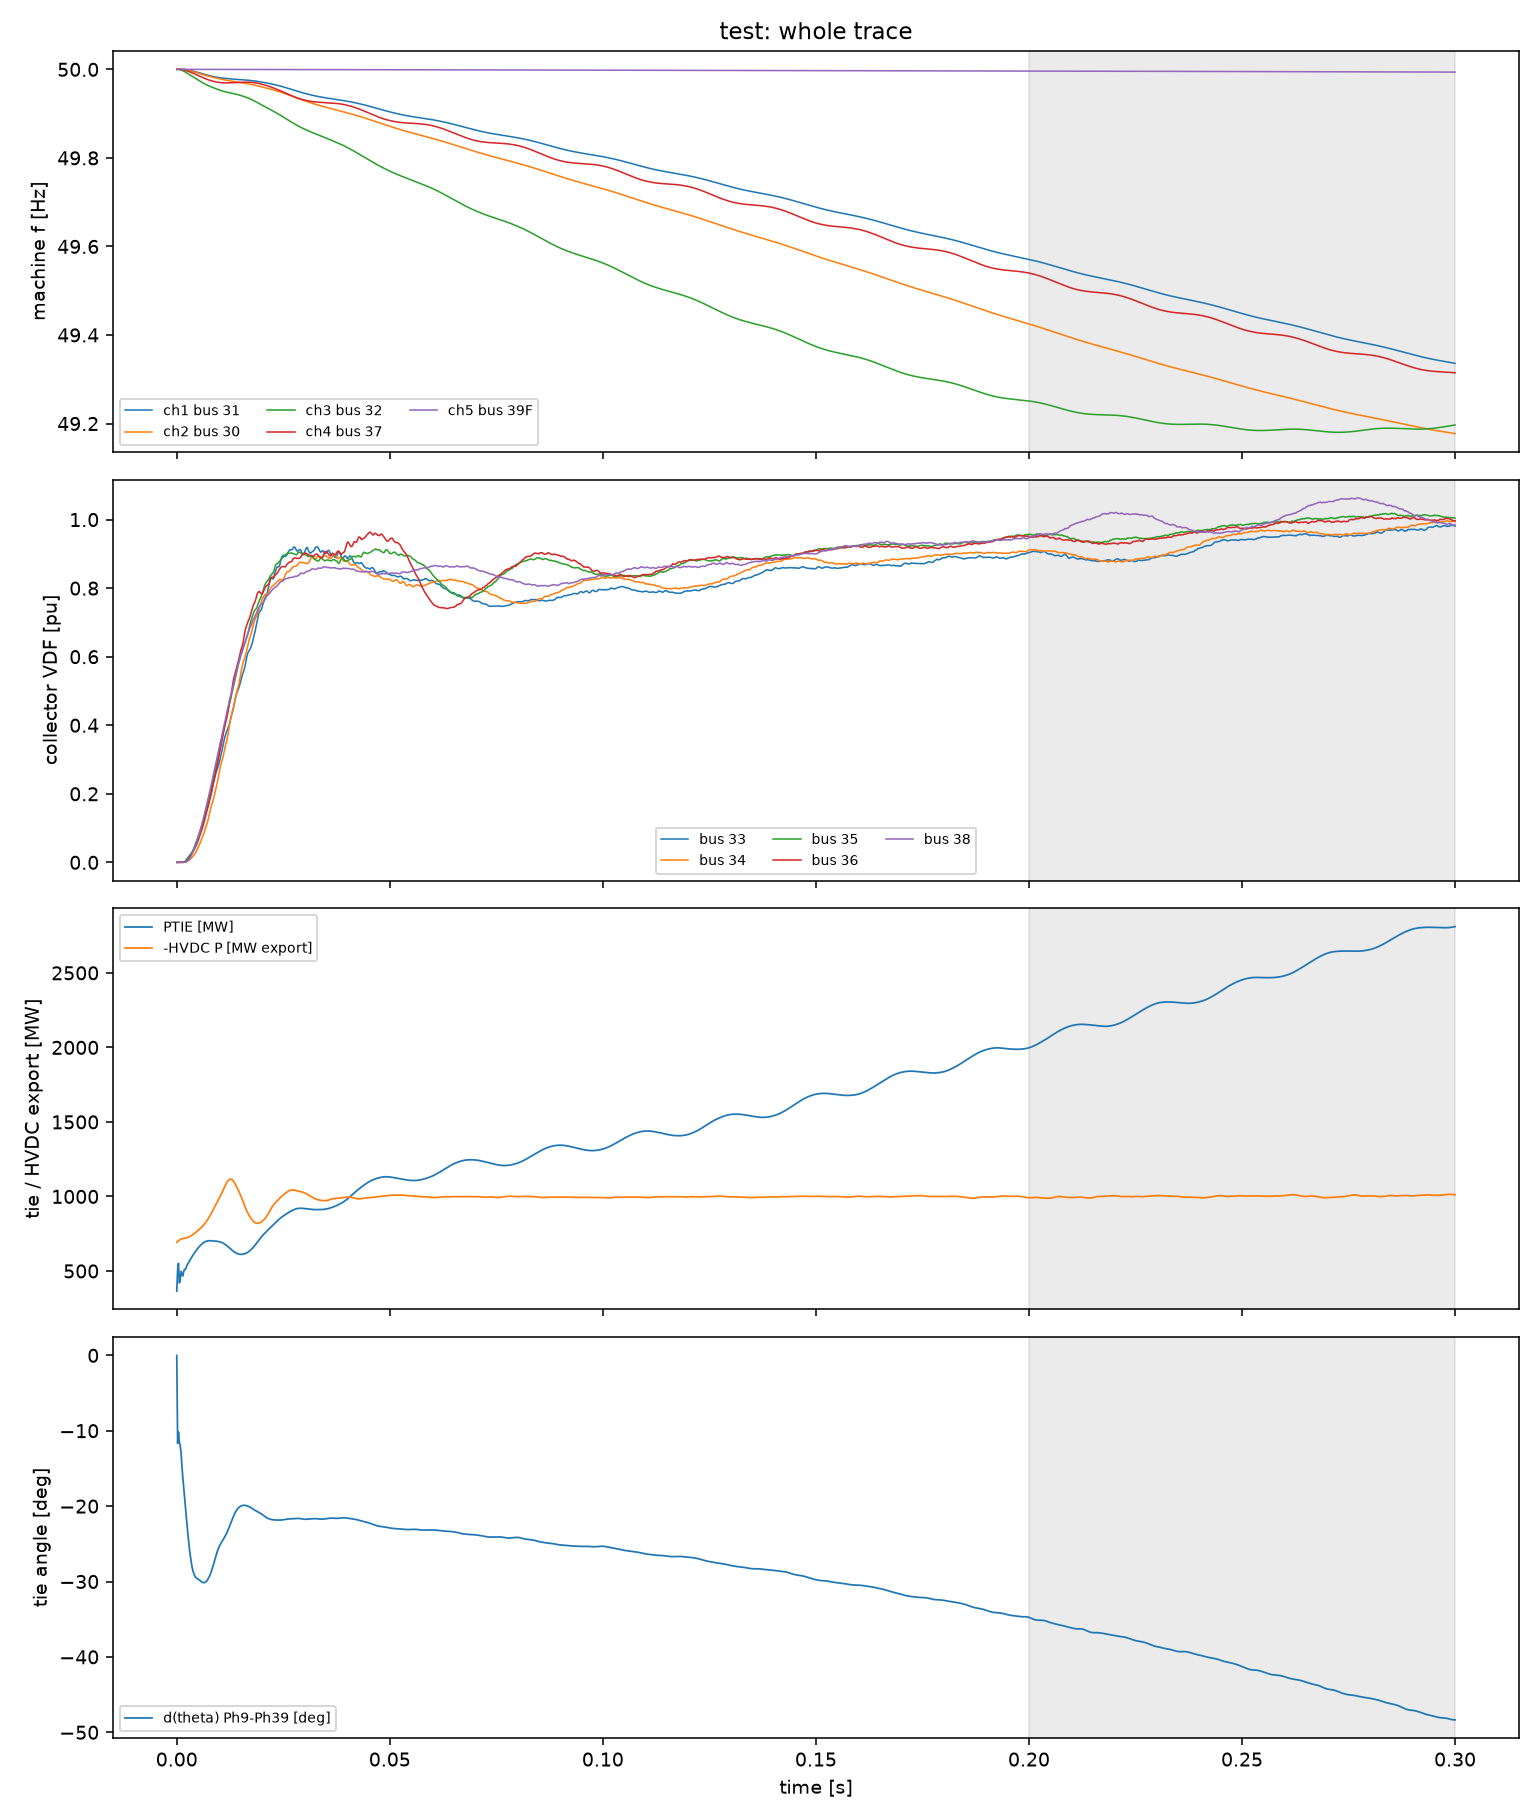 test: whole trace
50.0
49.8
49.6
49.4
49.2
machine f [Hz]
ch1 bus 31
ch2 bus 30
ch3 bus 32
ch4 bus 37
ch5 bus 39F
1.0
0.8
0.6
0.4
0.2
0.0
collector VDF [pu]
bus 33
bus 34
bus 35
bus 36
bus 38
2500
2000
1500
1000
500
tie / HVDC export [MW]
PTIE [MW]
-HVDC P [MW export]
0
−10
−20
−30
−40
−50
tie angle [deg]
d(theta) Ph9-Ph39 [deg]
0.00 0.05 0.10 0.15 0.20 0.25 0.30
time [s]